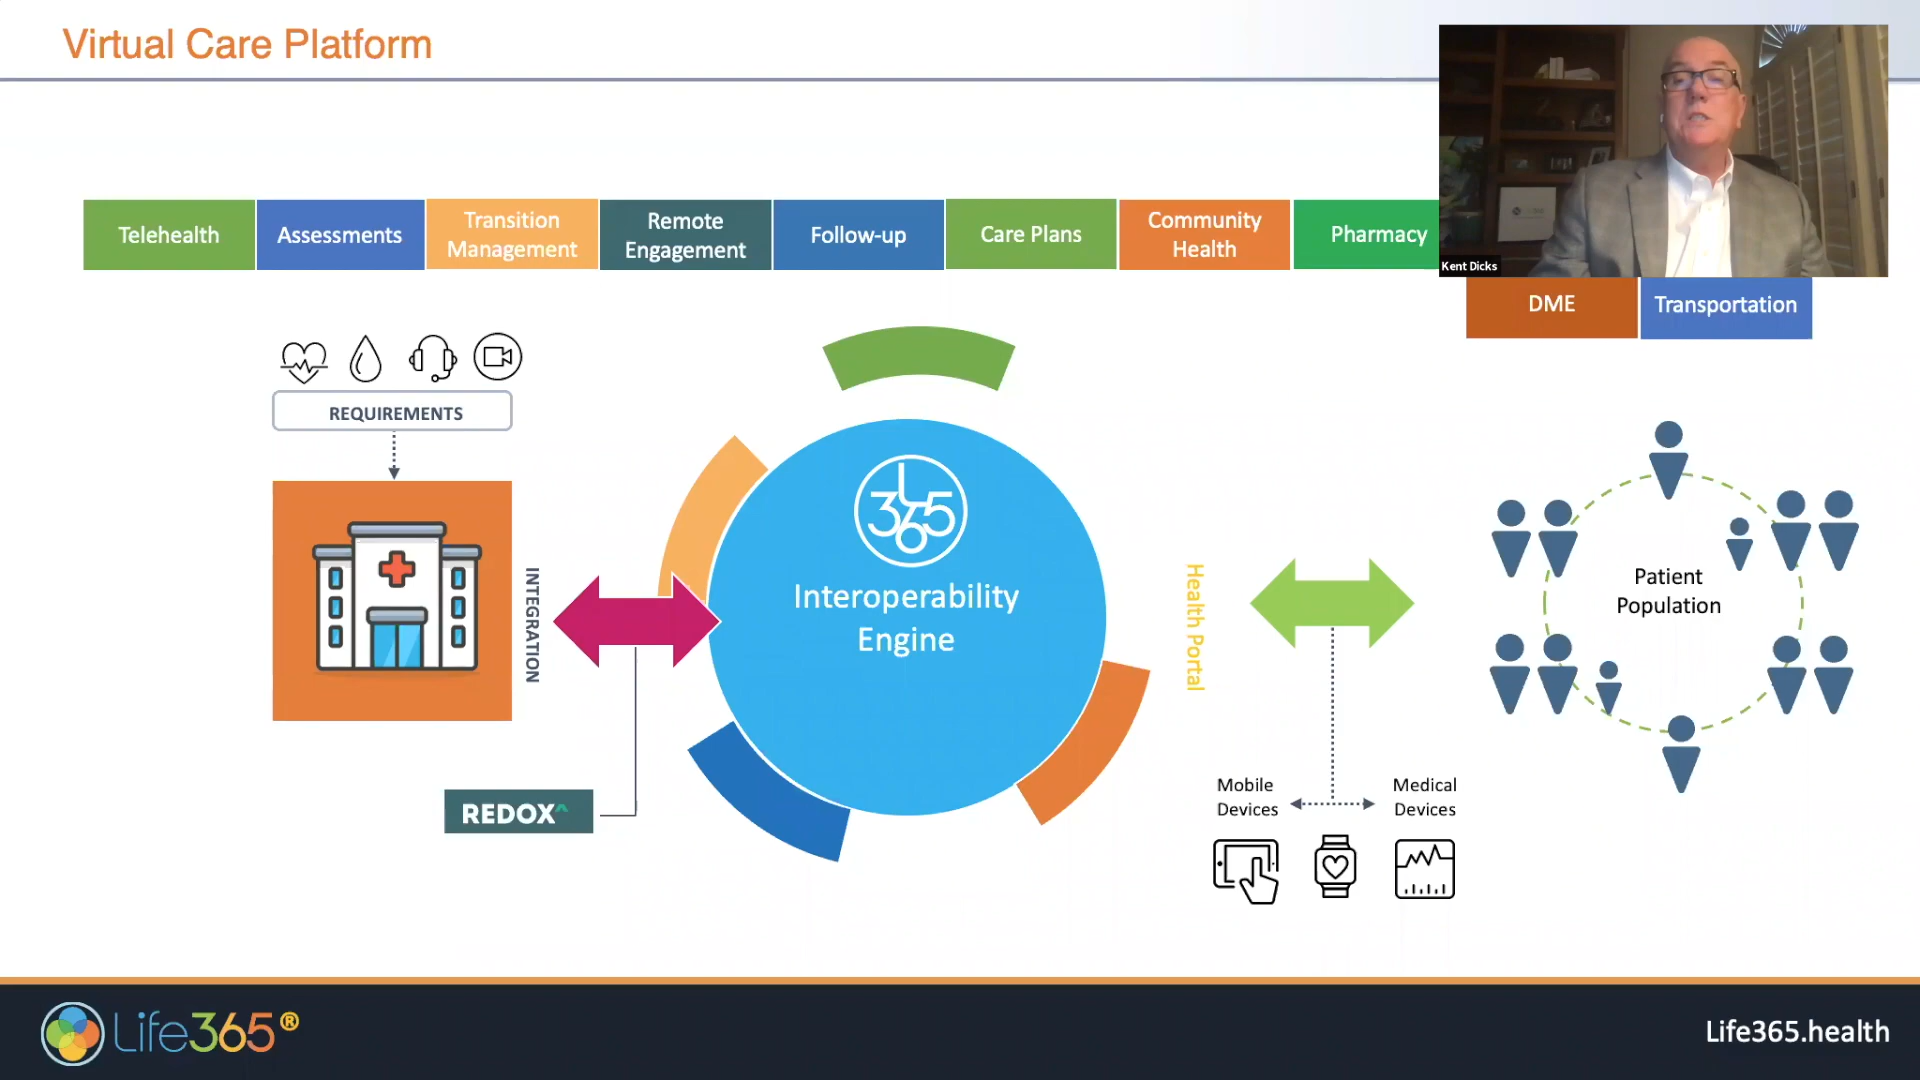 Virtual Care Platform
Kent Dicks
Telehealth
Assessments
Transition
Management
Remote
Engagement
Follow-up
Care Plans
Community
Health
Pharmacy
DME
Transportation
REQUIREMENTS
INTEGRATION
REDOX^
L
365
Interoperability
Engine
Health Portal
Mobile
Devices
Medical
Devices
Patient
Population
Life365®
Life365.health